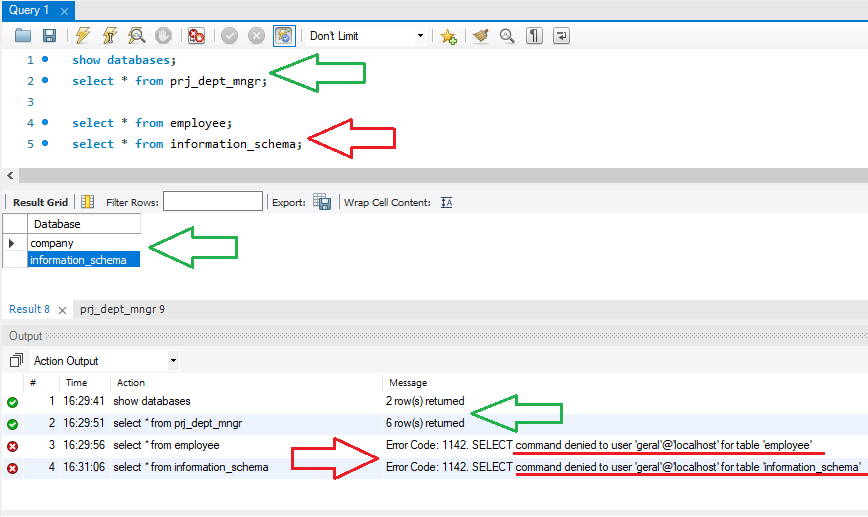 Query 1
Don't Limit
1 show databases;
2 select * from prj_dept_mngr;
3
4 select * from employee;
5 select * from information_schema;
Result Grid Filter Rows: Export: Wrap Cell Content:
Database
company
information_schema
Result 8 prj_dept_mngr 9
Output
Action Output
# Time Action Message
1 16:29:41 show databases 2 row(s) returned
2 16:29:51 select * from prj_dept_mngr 6 row(s) returned
3 16:29:56 select * from employee Error Code: 1142. SELECT command denied to user 'geral'@'localhost' for table 'employee'
4 16:31:06 select * from information_schema Error Code: 1142. SELECT command denied to user 'geral'@'localhost' for table 'information_schema'